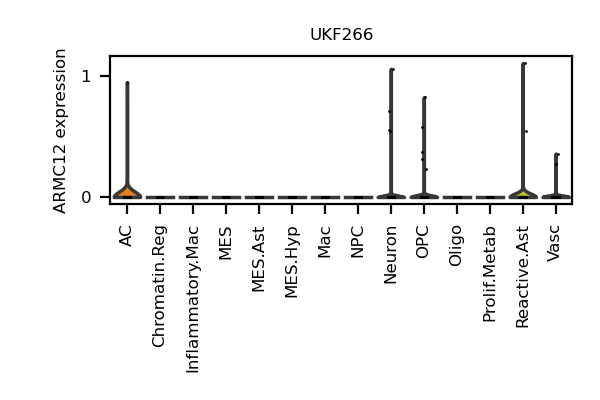 UKF266
ARMC12 expression
1
0
AC
Chromatin.Reg
Inflammatory.Mac
MES
MES.Ast
MES.Hyp
Mac
NPC
Neuron
OPC
Oligo
Prolif.Metab
Reactive.Ast
Vasc